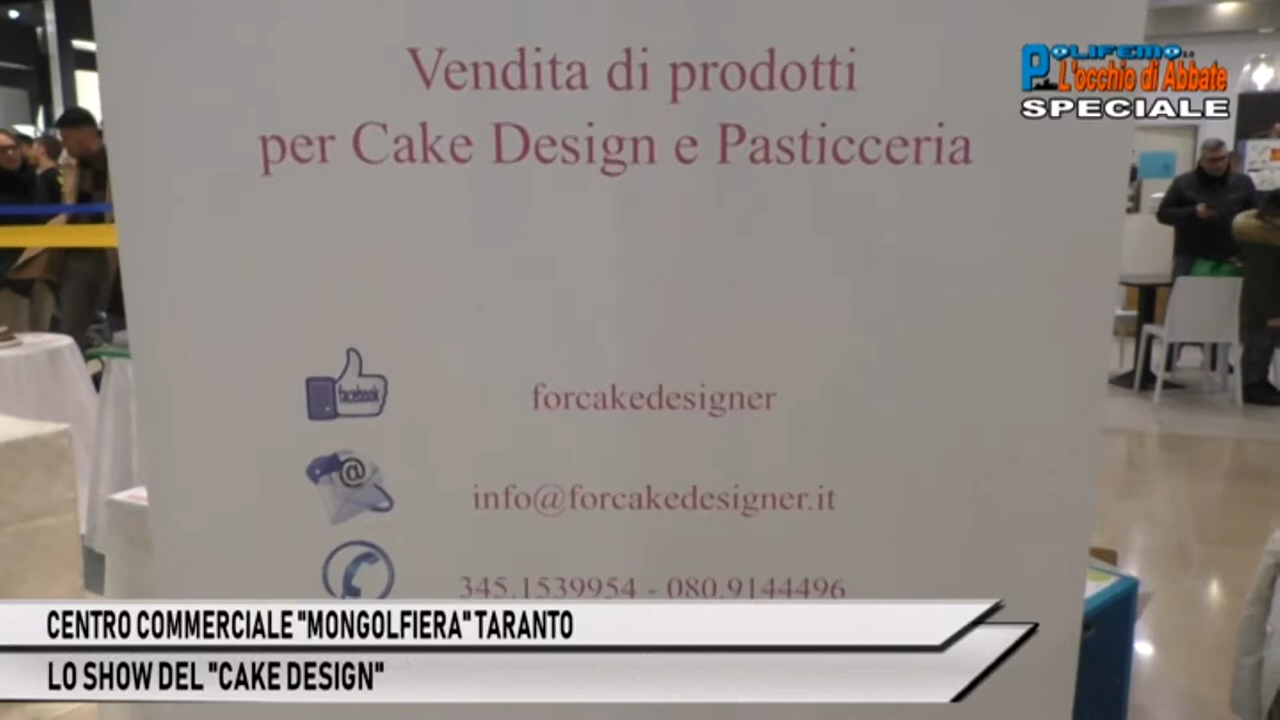 Vendita di prodotti
per Cake Design e Pasticceria
POLIFEMO
L'occhio di Abbate
SPECIALE
facebook
forcakedesigner
@
info@forcakedesigner.it
345.1539954 - 080.9144496
CENTRO COMMERCIALE "MONGOLFIERA" TARANTO
LO SHOW DEL "CAKE DESIGN"